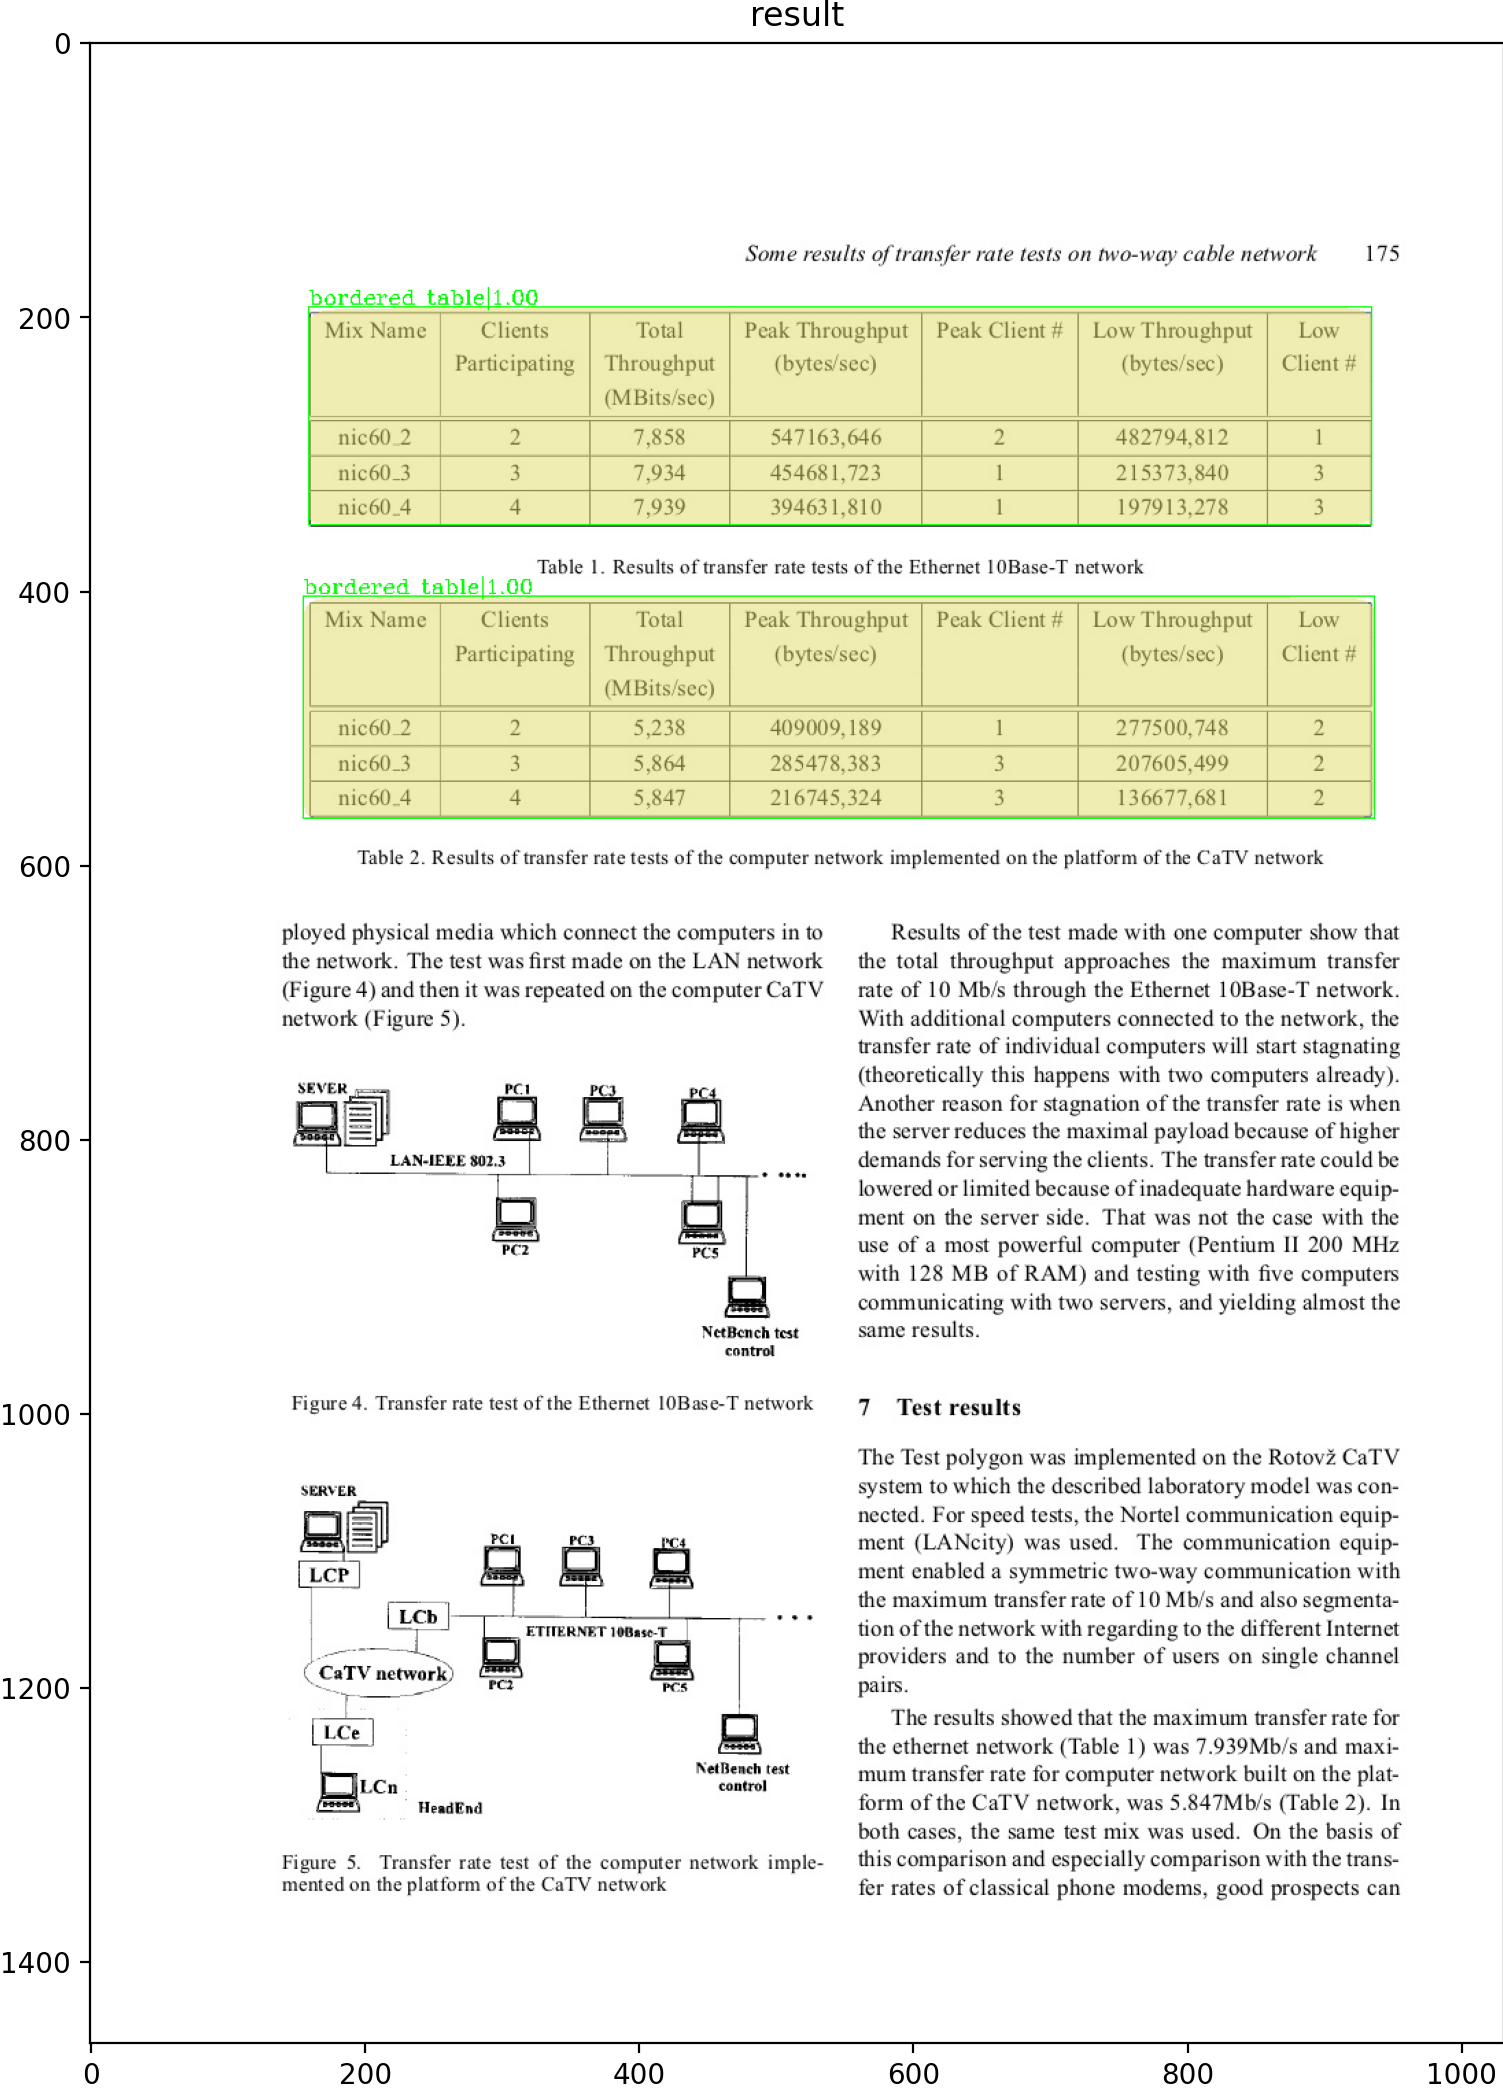 result
Some results of transfer rate tests on two-way cable network 175
bordered table|1.00
Mix Name Clients Total Peak Throughput Peak Client # Low Throughput Low
Participating Throughput (bytes/sec) (bytes/sec) Client #
(MBits/sec)
nic60_2 2 7,858 547163,646 2 482794,812 1
nic60_3 3 7,934 454681,723 1 215373,840 3
nic60_4 4 7,939 394631,810 1 197913,278 3
Table 1. Results of transfer rate tests of the Ethernet 10Base-T network
bordered table|1.00
Mix Name Clients Total Peak Throughput Peak Client # Low Throughput Low
Participating Throughput (bytes/sec) (bytes/sec) Client #
(MBits/sec)
nic60_2 2 5,238 409009,189 1 277500,748 2
nic60_3 3 5,864 285478,383 3 207605,499 2
nic60_4 4 5,847 216745,324 3 136677,681 2
Table 2. Results of transfer rate tests of the computer network implemented on the platform of the CaTV network
ployed physical media which connect the computers in to
the network. The test was first made on the LAN network
(Figure 4) and then it was repeated on the computer CaTV
network (Figure 5).
SEVER PC1 PC3 PC4
LAN-IEEE 802.3
PC2 PC5
NetBench test
control
Figure 4. Transfer rate test of the Ethernet 10Base-T network
SERVER
PC1 PC3 PC4
LCP
LCb
ETHERNET 10Base-T
CaTV network
PC2 PC5
LCe
NetBench test
control
LCn
HeadEnd
Figure 5. Transfer rate test of the computer network imple-
mented on the platform of the CaTV network
Results of the test made with one computer show that
the total throughput approaches the maximum transfer
rate of 10 Mb/s through the Ethernet 10Base-T network.
With additional computers connected to the network, the
transfer rate of individual computers will start stagnating
(theoretically this happens with two computers already).
Another reason for stagnation of the transfer rate is when
the server reduces the maximal payload because of higher
demands for serving the clients. The transfer rate could be
lowered or limited because of inadequate hardware equip-
ment on the server side. That was not the case with the
use of a most powerful computer (Pentium II 200 MHz
with 128 MB of RAM) and testing with five computers
communicating with two servers, and yielding almost the
same results.
7 Test results
The Test polygon was implemented on the Rotovž CaTV
system to which the described laboratory model was con-
nected. For speed tests, the Nortel communication equip-
ment (LANcity) was used. The communication equip-
ment enabled a symmetric two-way communication with
the maximum transfer rate of 10 Mb/s and also segmenta-
tion of the network with regarding to the different Internet
providers and to the number of users on single channel
pairs.
The results showed that the maximum transfer rate for
the ethernet network (Table 1) was 7.939Mb/s and maxi-
mum transfer rate for computer network built on the plat-
form of the CaTV network, was 5.847Mb/s (Table 2). In
both cases, the same test mix was used. On the basis of
this comparison and especially comparison with the trans-
fer rates of classical phone modems, good prospects can
0
200
400
600
800
1000
1200
1400
0 200 400 600 800 1000